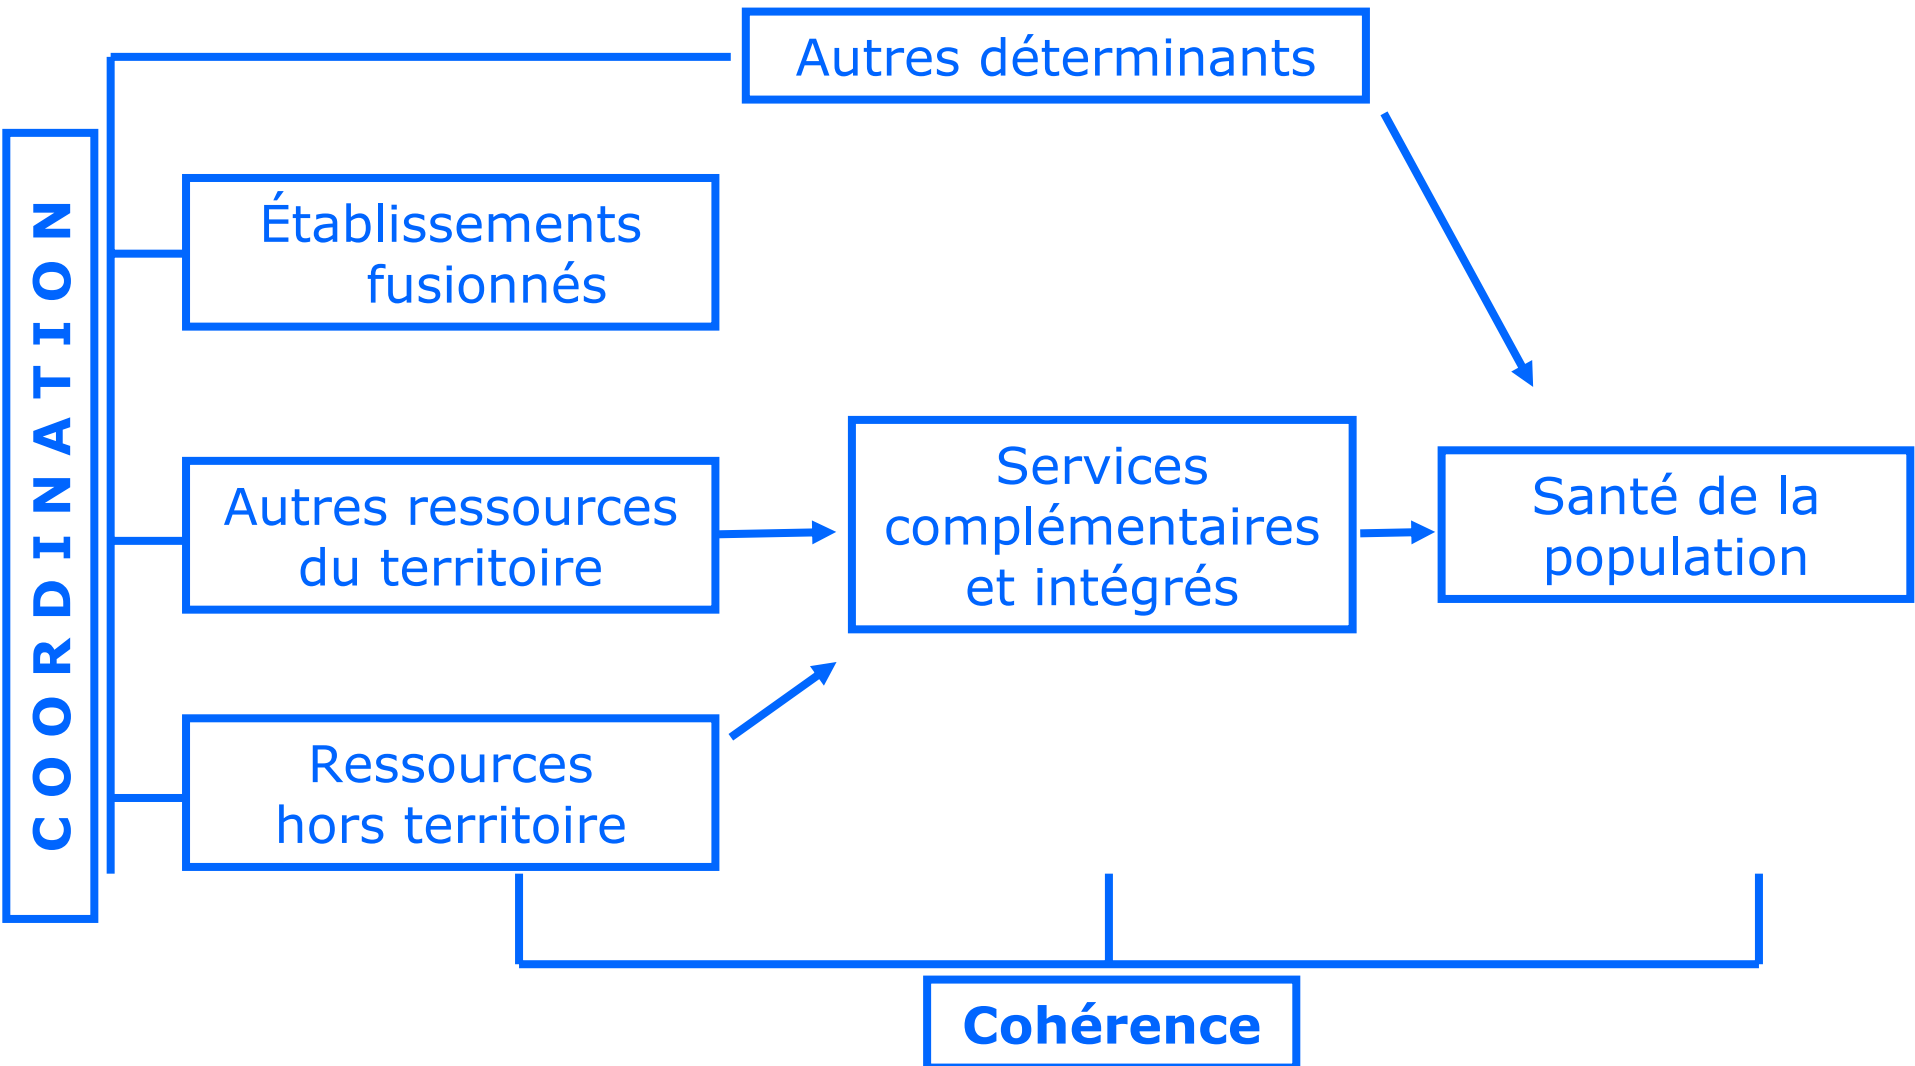 Autres déterminants
COORDINATION
Établissements
fusionnés
Autres ressources
du territoire
Services
complémentaires
et intégrés
Santé de la
population
Ressources
hors territoire
Cohérence